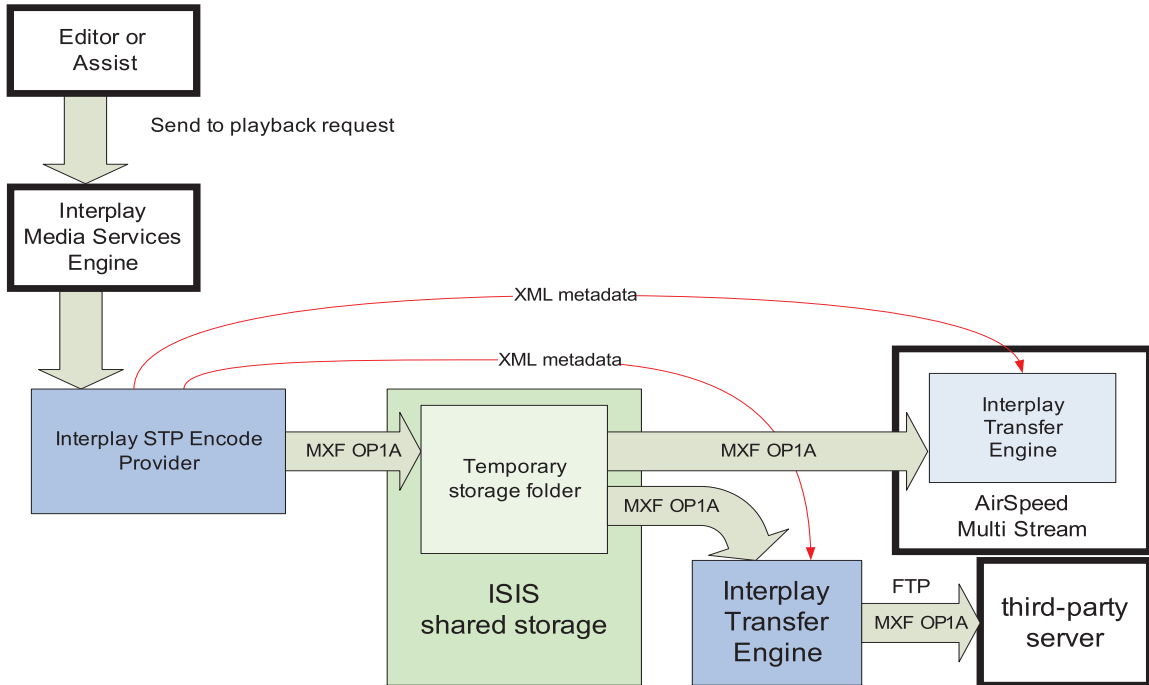 Editor or
Assist
Send to playback request
Interplay
Media Services
Engine
XML metadata
XML metadata
Interplay STP Encode
Provider
MXF OP1A
Temporary
storage folder
MXF OP1A
MXF OP1A
Interplay
Transfer
Engine
AirSpeed
Multi Stream
ISIS
shared storage
Interplay
Transfer
Engine
FTP
MXF OP1A
third-party
server